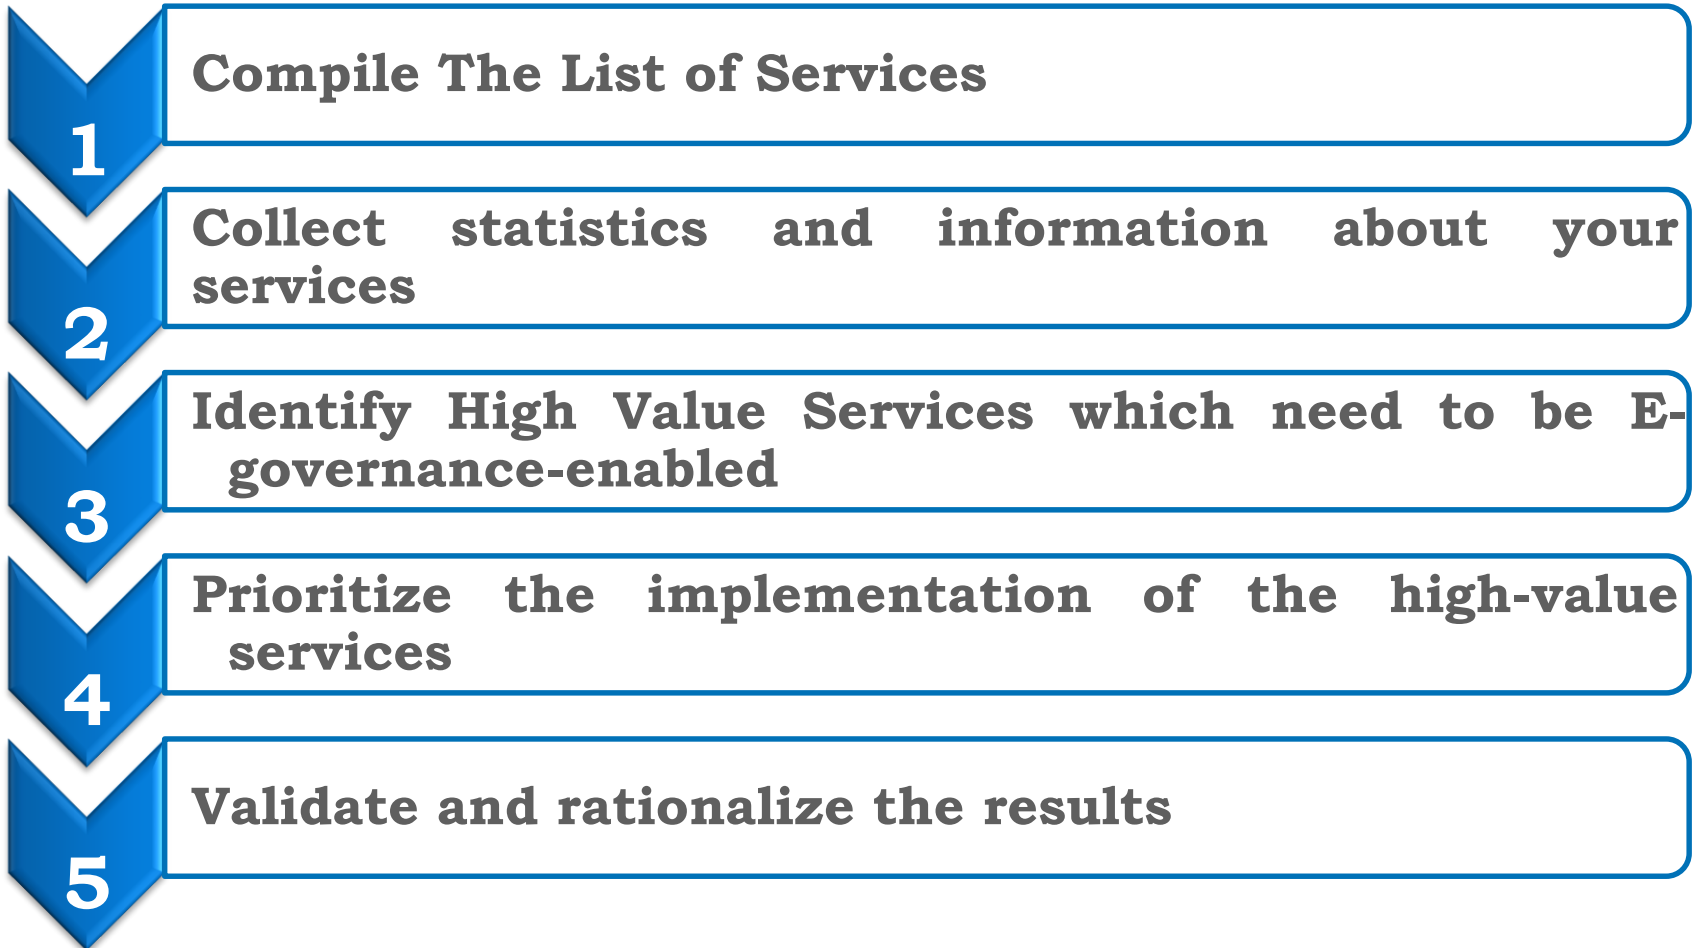 Compile The List of Services
1
Collect statistics and information about your
services
2
Identify High Value Services which need to be E-
governance-enabled
3
Prioritize the implementation of the high-value
services
4
Validate and rationalize the results
5